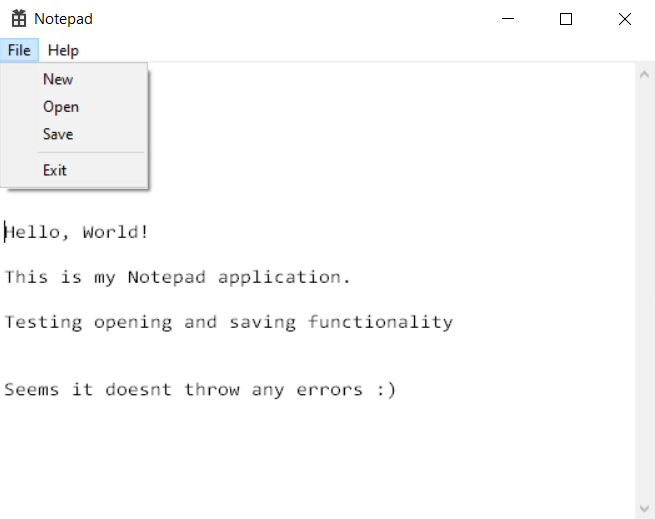 Notepad
File Help
New
Open
Save
Exit
Hello, World!
This is my Notepad application.
Testing opening and saving functionality
Seems it doesnt throw any errors :)